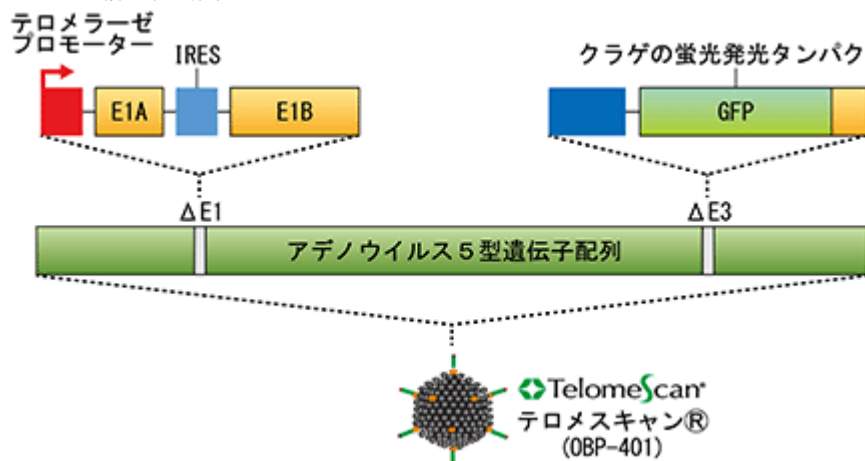 テロメラーゼ
プロモーター
IRES
クラゲの蛍光発光タンパク
E1A
E1B
GFP
ΔE1
ΔE3
アデノウイルス5型遺伝子配列
TelomeScan®
テロメスキャン®
(OBP-401)